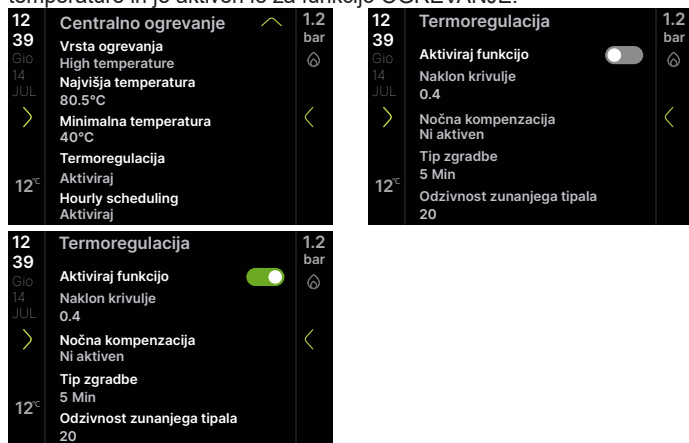 temperature in je aktiven le za funkcijo OGREVANJE.
12
39
Gio
14
JUL
12°C
Centralno ogrevanje
Vrsta ogrevanja
High temperature
Najvišja temperatura
80.5°C
Minimalna temperatura
40°C
Termoregulacija
Aktiviraj
Hourly scheduling
Aktiviraj
1.2
bar
12
39
Gio
14
JUL
12°C
Termoregulacija
Aktiviraj funkcijo
Naklon krivulje
0.4
Nočna kompenzacija
Ni aktiven
Tip zgradbe
5 Min
Odzivnost zunanjega tipala
20
1.2
bar
12
39
Gio
14
JUL
12°C
Termoregulacija
Aktiviraj funkcijo
Naklon krivulje
0.4
Nočna kompenzacija
Ni aktiven
Tip zgradbe
5 Min
Odzivnost zunanjega tipala
20
1.2
bar